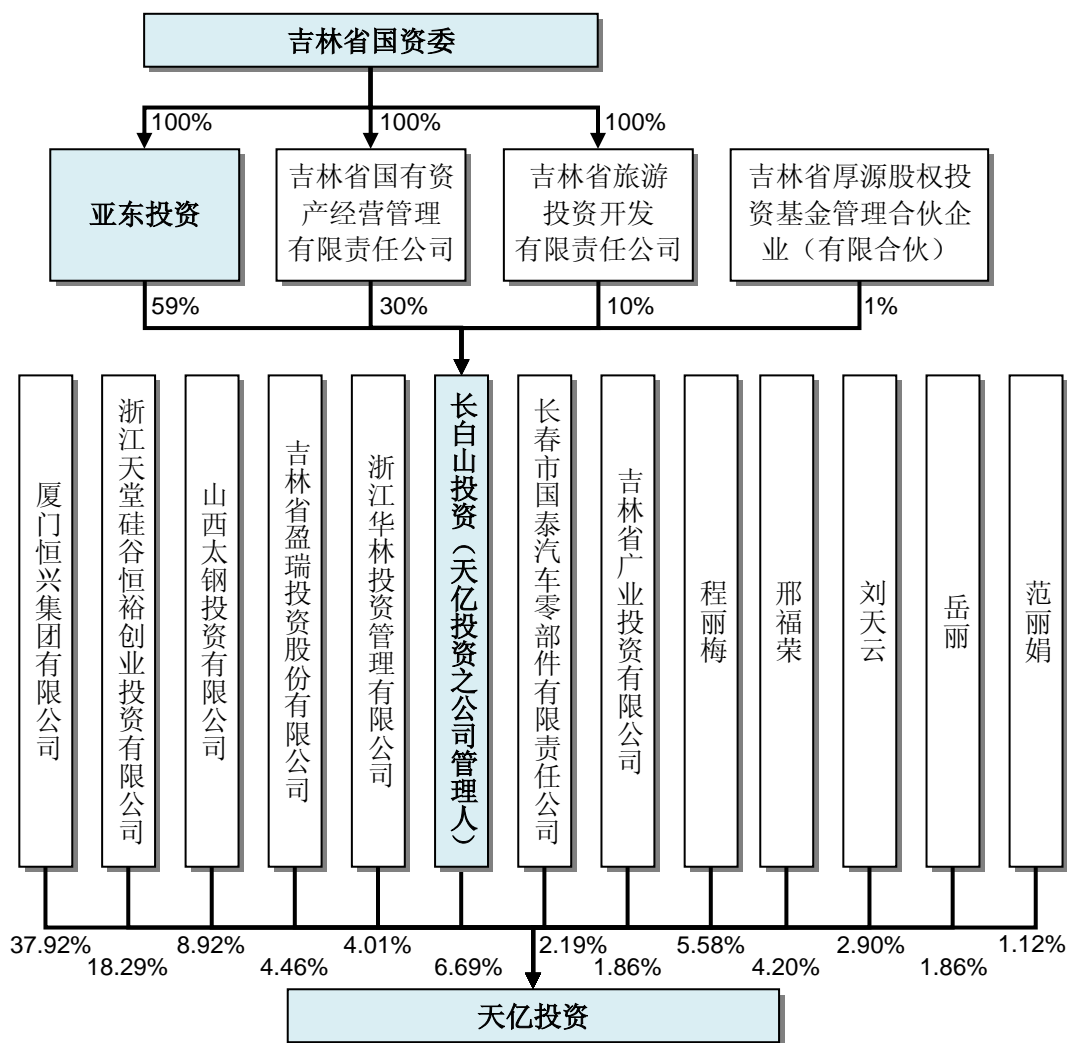 吉林省国资委
100%
100%
100%
亚东投资
吉林省国有资
产经营管理
有限责任公司
吉林省旅游
投资开发
有限责任公司
吉林省厚源股权投
资基金管理合伙企
业（有限合伙）
59%
30%
10%
1%
厦门恒兴集团有限公司
浙江天堂硅谷恒裕创业投资有限公司
山西太钢投资有限公司
吉林省盈瑞投资股份有限公司
浙江华林投资管理有限公司
长白山投资（天亿投资之公司管理人）
长春市国泰汽车零部件有限责任公司
吉林省广业投资有限公司
程丽梅
邢福荣
刘天云
岳丽
范丽娟
37.92%
18.29%
8.92%
4.46%
4.01%
6.69%
2.19%
1.86%
5.58%
4.20%
2.90%
1.86%
1.12%
天亿投资